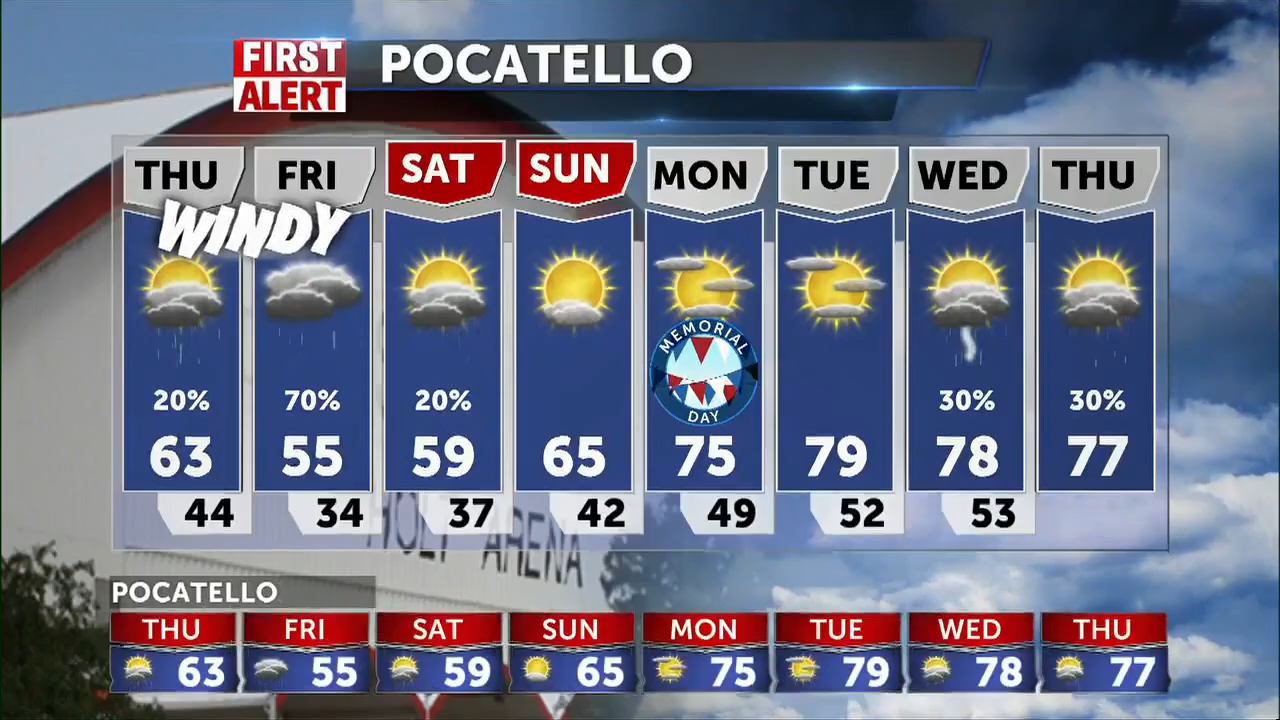 FIRST
ALERT
POCATELLO
THU FRI SAT SUN MON TUE WED THU
WINDY
MEMORIAL
DAY
20% 70% 20% 30% 30%
63 55 59 65 75 79 78 77
44 34 37 42 49 52 53
HOLT ARENA
POCATELLO
THU FRI SAT SUN MON TUE WED THU
63 55 59 65 75 79 78 77